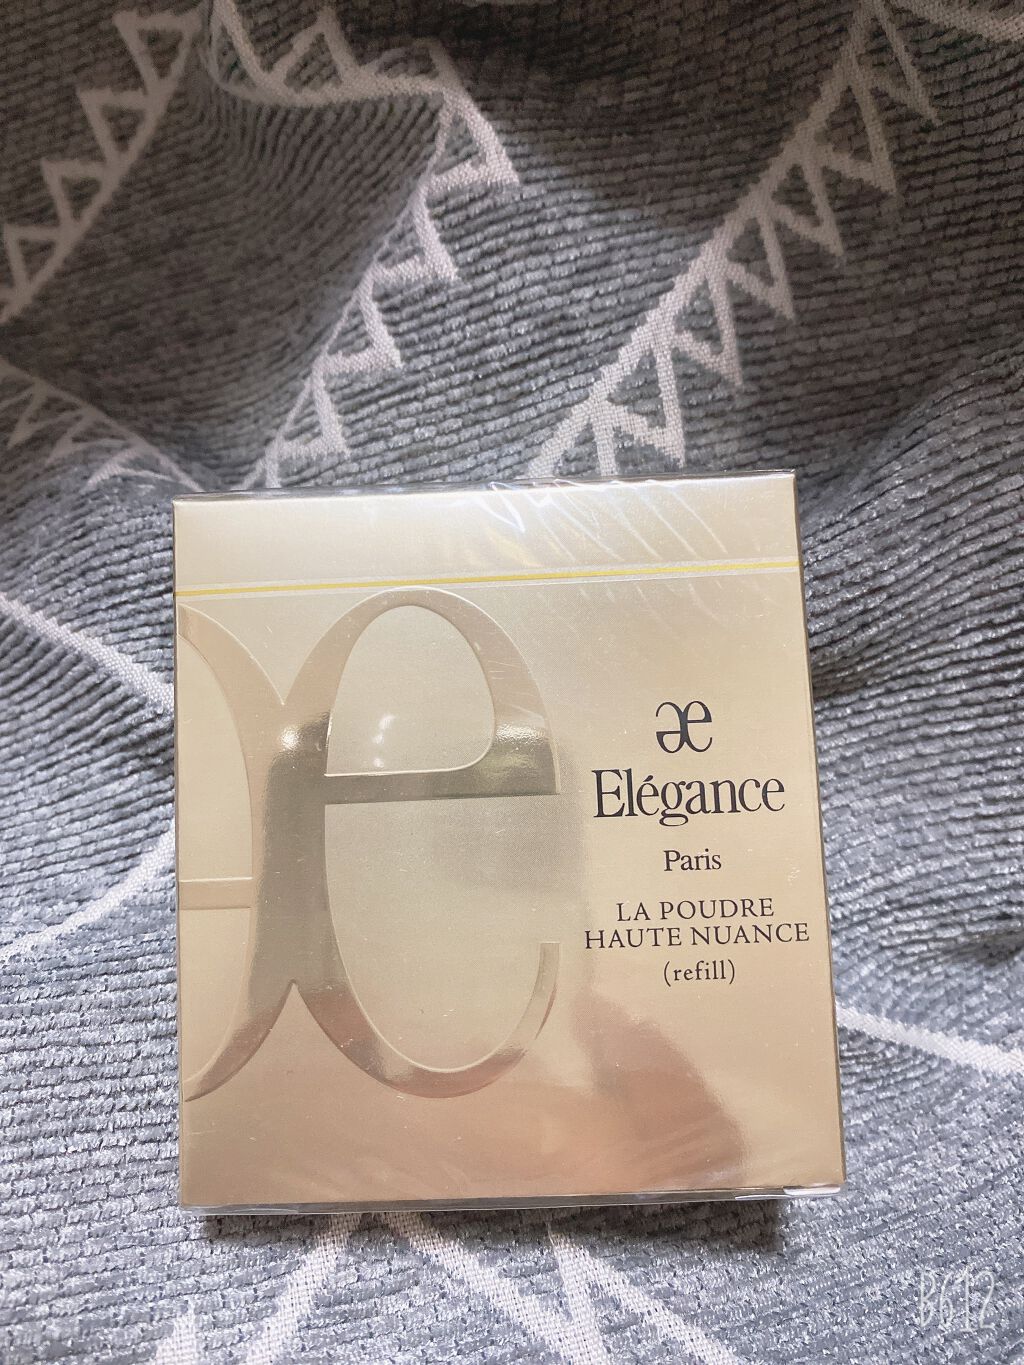 æ
Elégance
Paris
LA POUDRE
HAUTE NUANCE
(refill)
B612